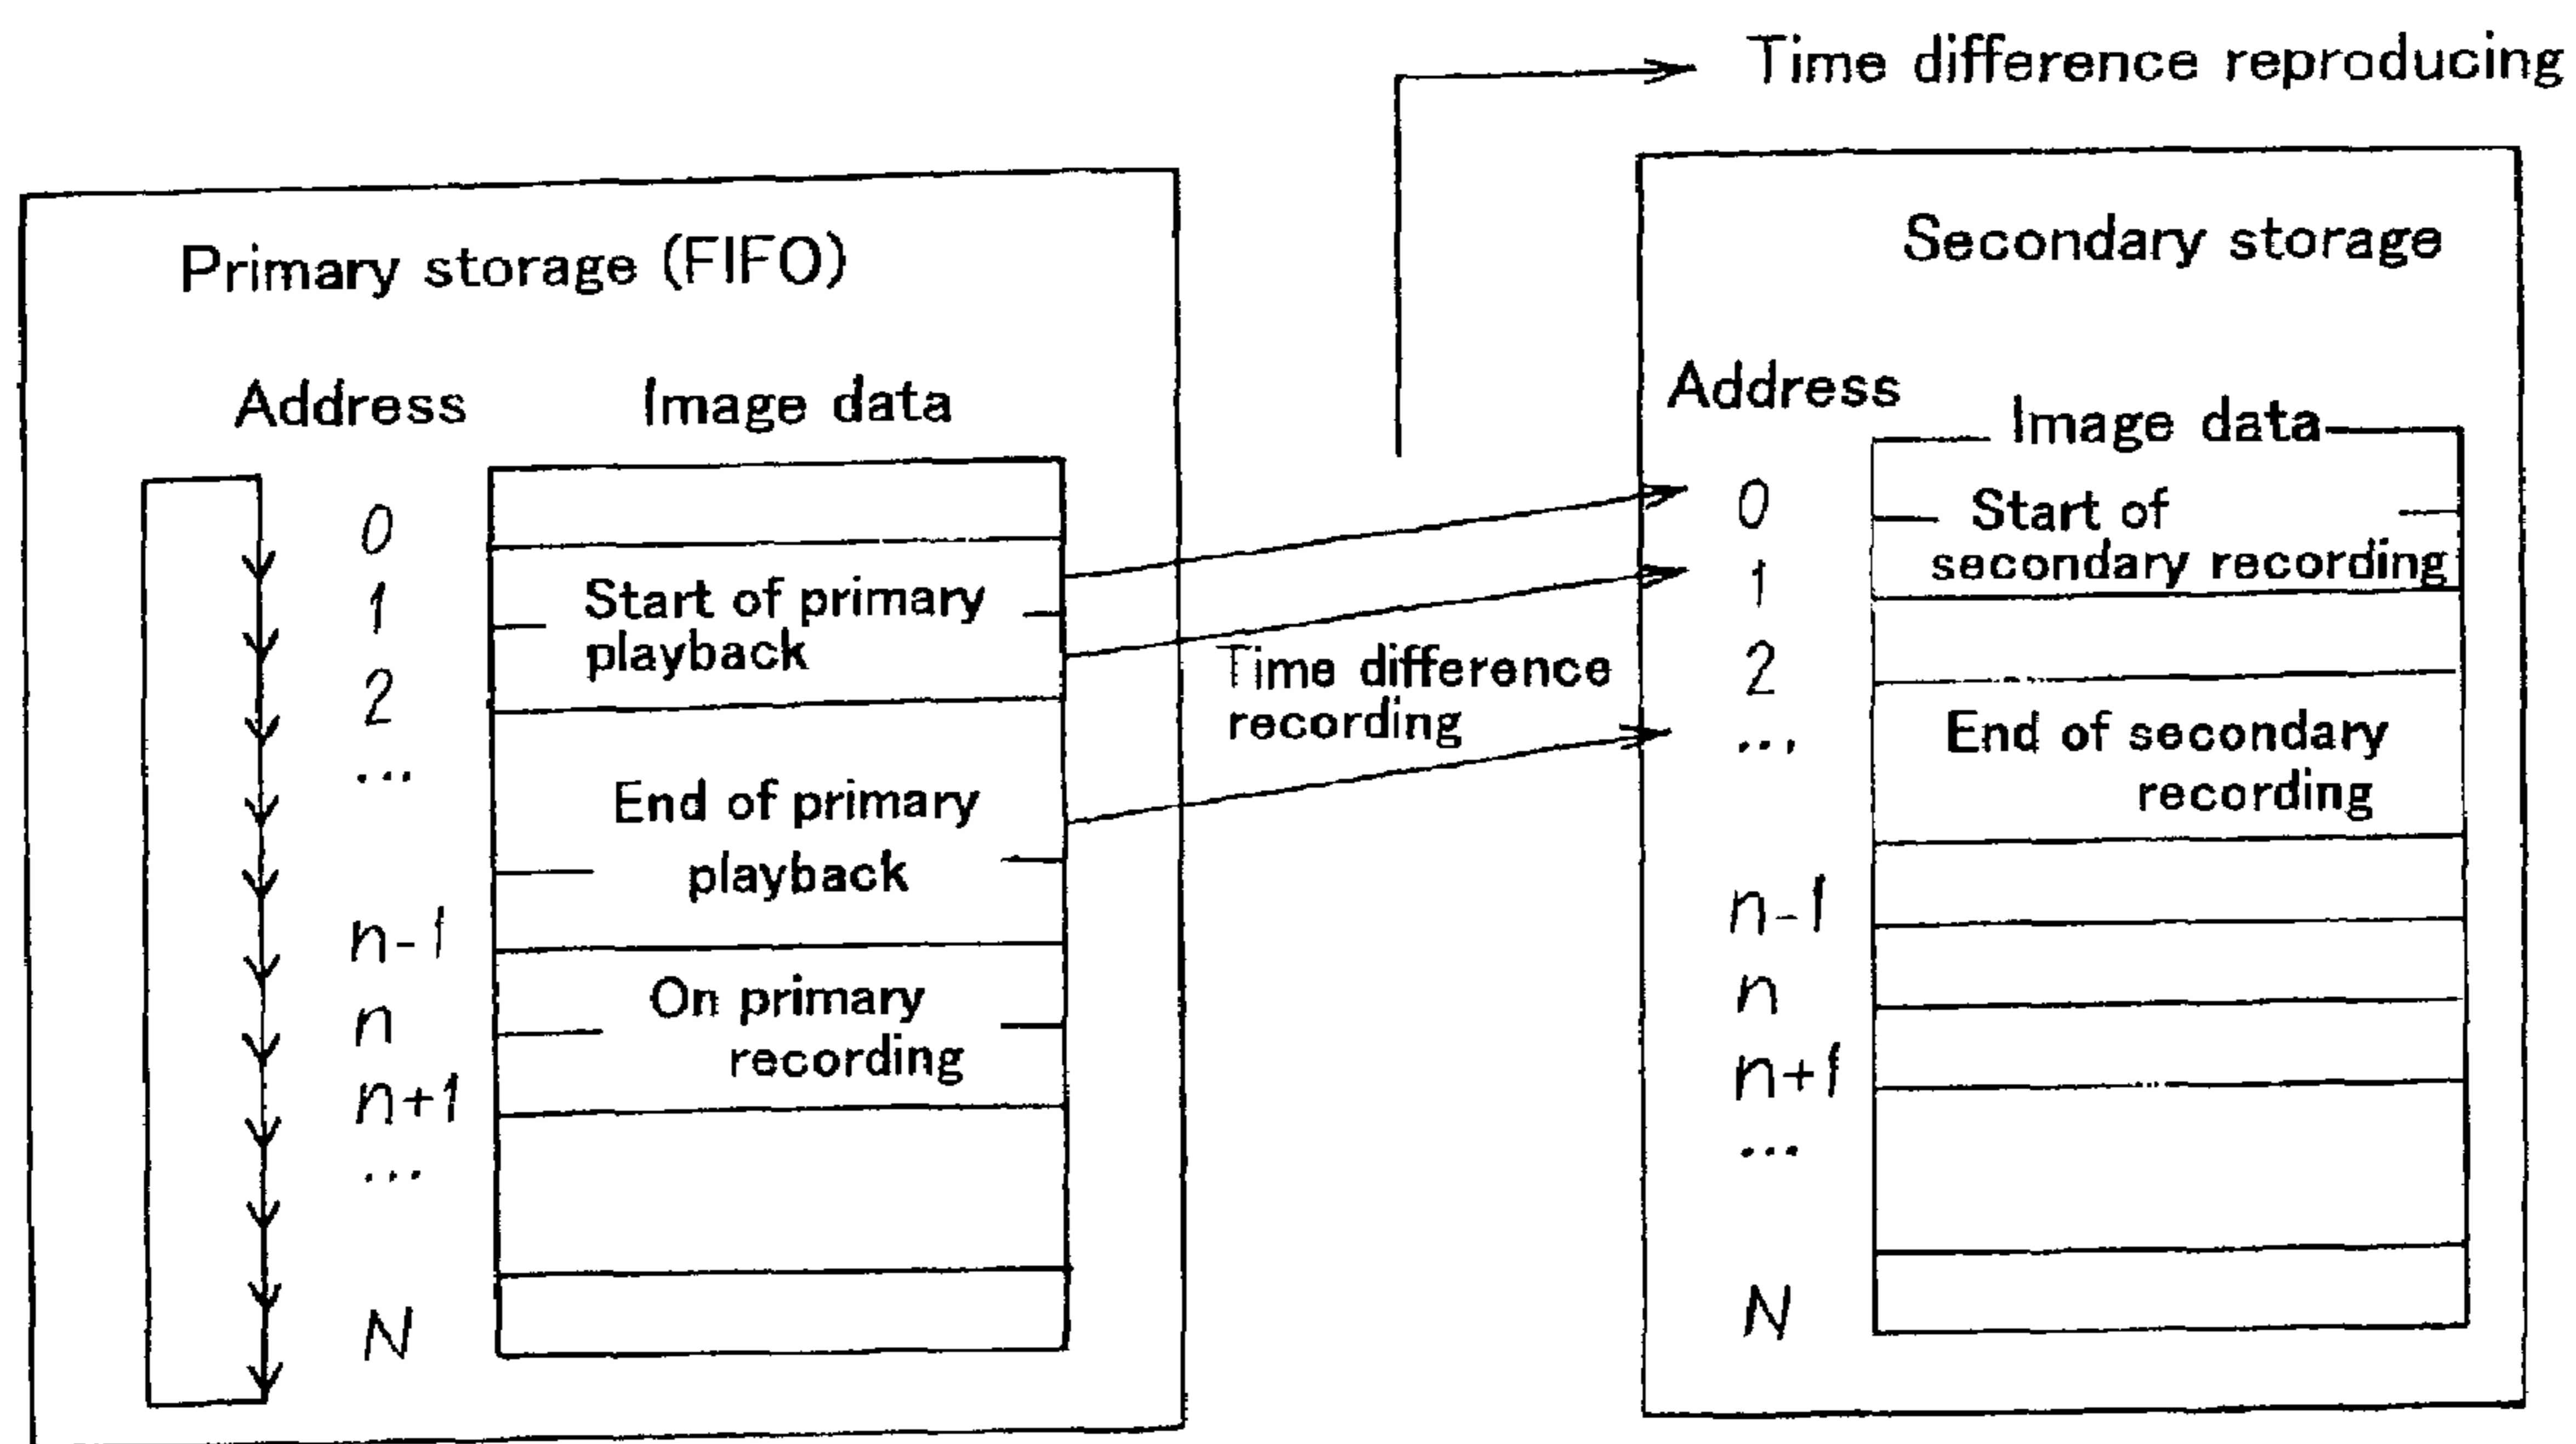 Time difference reproducing
Primary storage (FIFO)
Address
Image data
0
1
2
...
n-1
n
n+1
...
N
Start of primary
playback
End of primary
playback
On primary
recording
Time difference
recording
Secondary storage
Address
Image data
0
1
2
...
n-1
n
n+1
...
N
Start of
secondary recording
End of secondary
recording